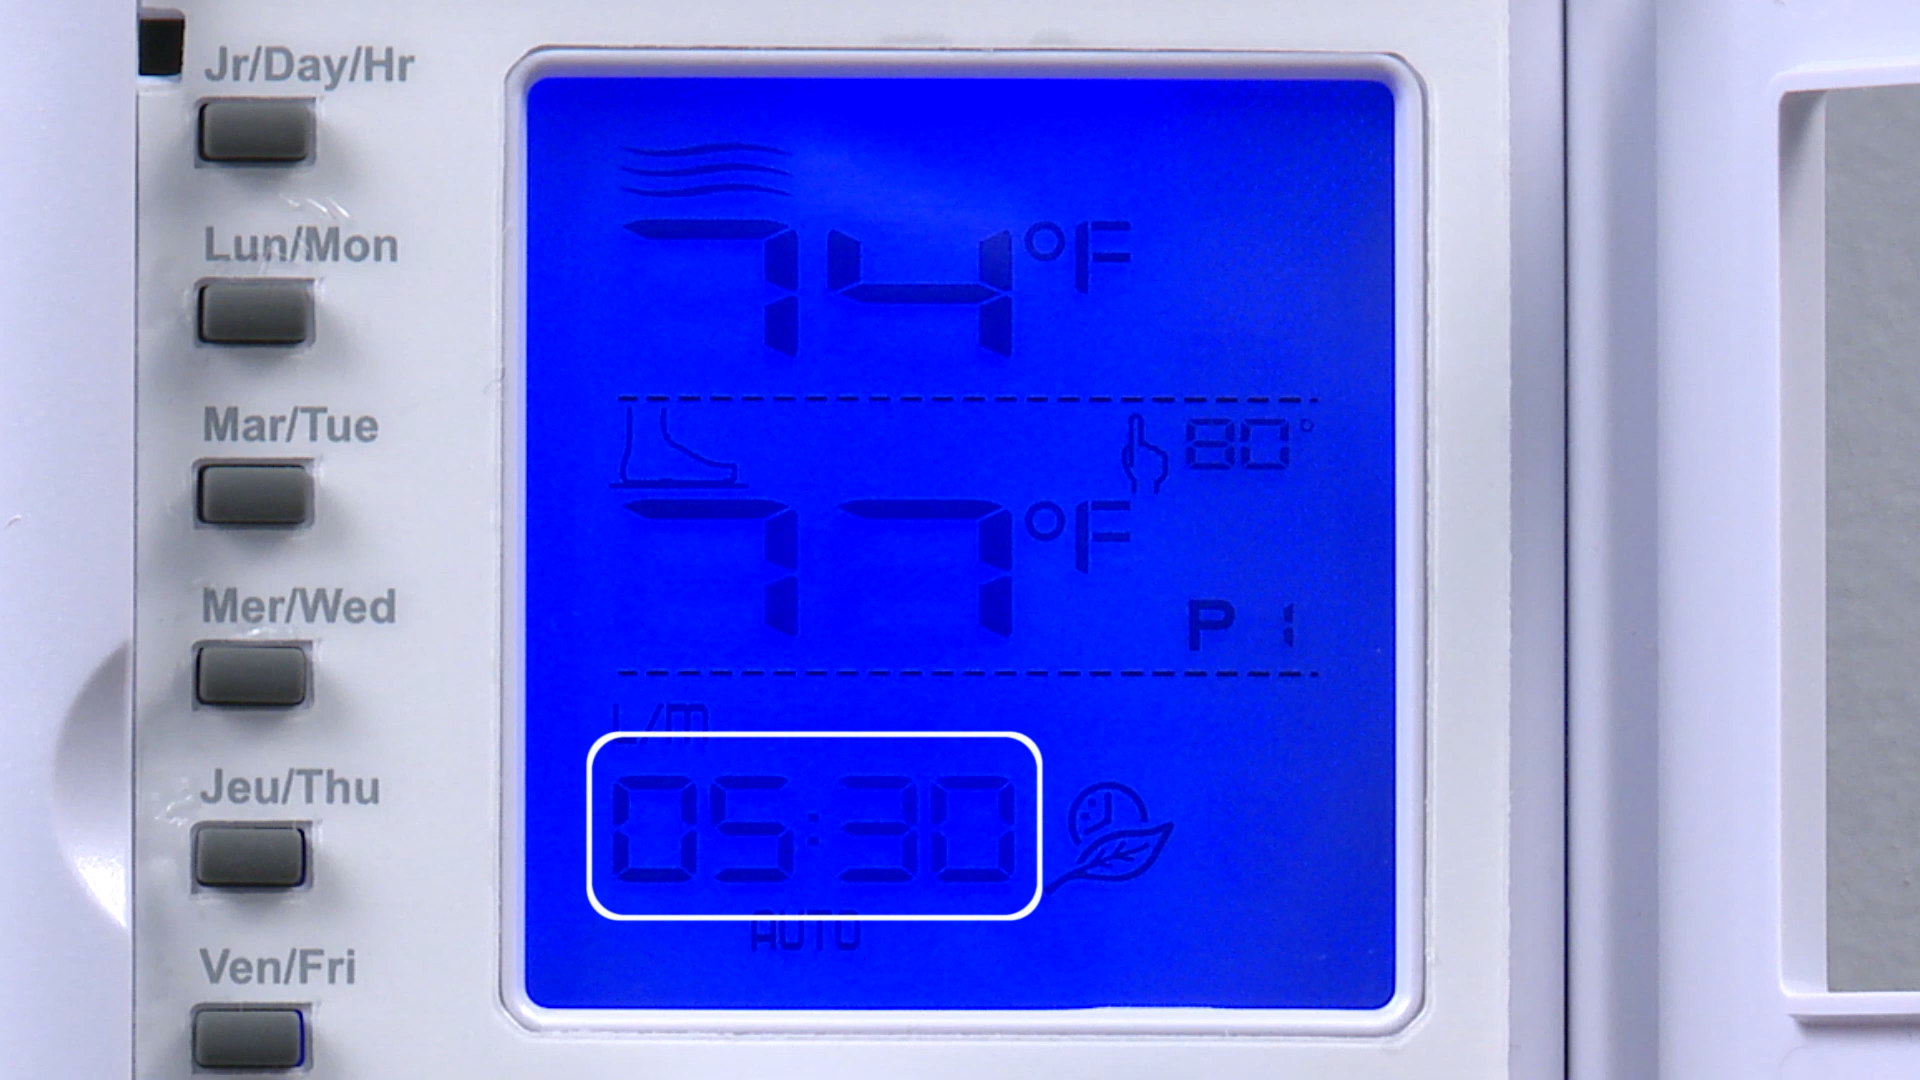 Jr/Day/Hr
Lun/Mon
Mar/Tue
Mer/Wed
Jeu/Thu
Ven/Fri
74°F
80°
77°F
P 1
L/m
05:30
AUTO